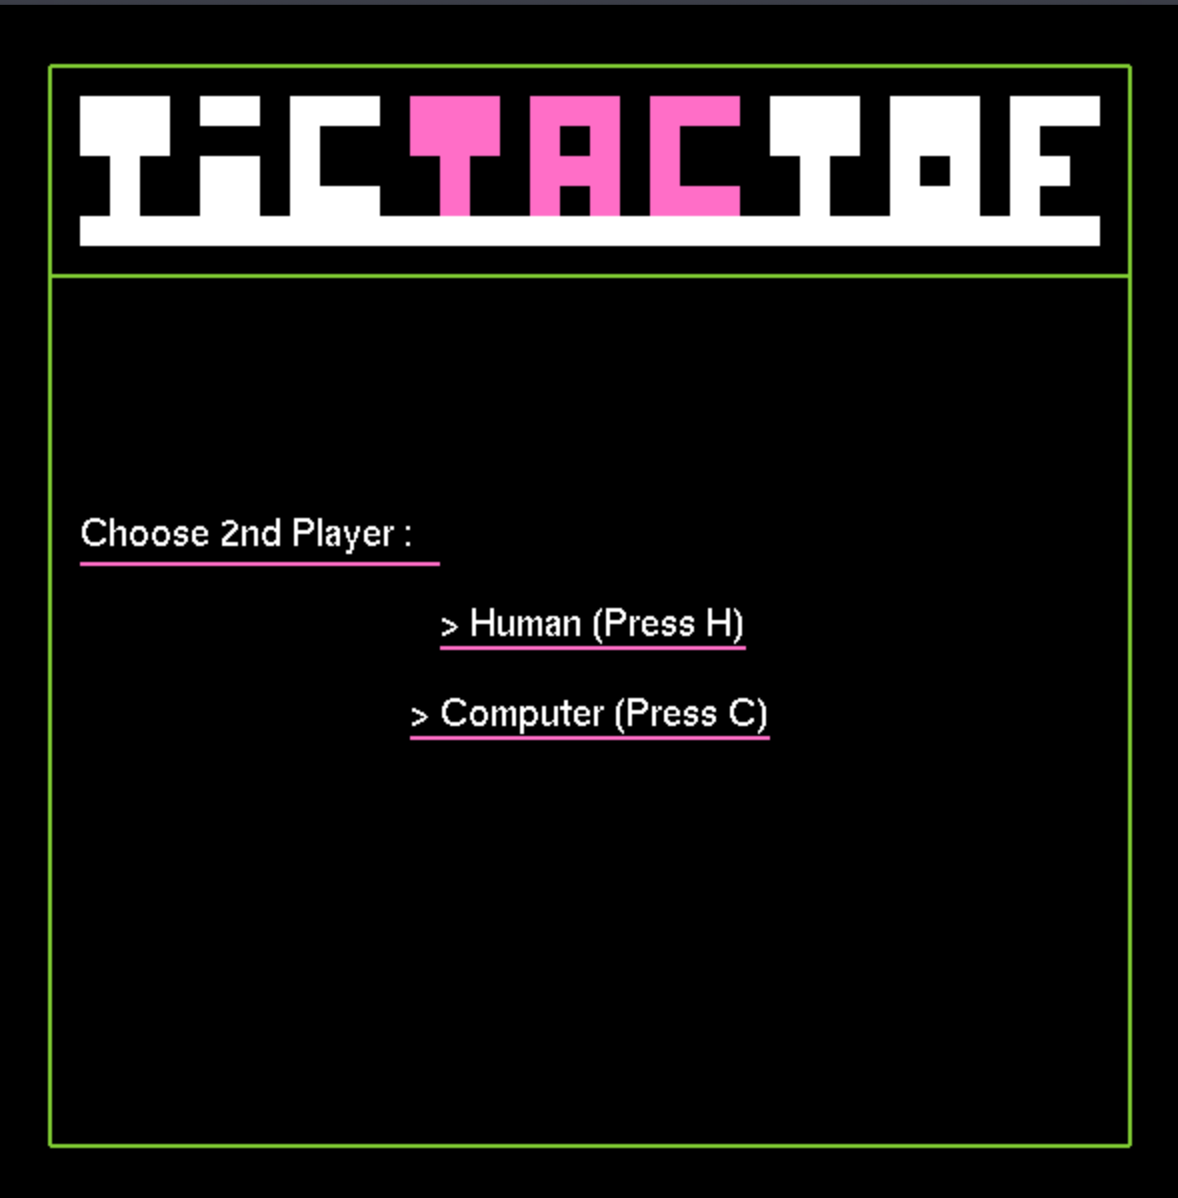 TiCTACTOE
Choose 2nd Player :
> Human (Press H)
> Computer (Press C)